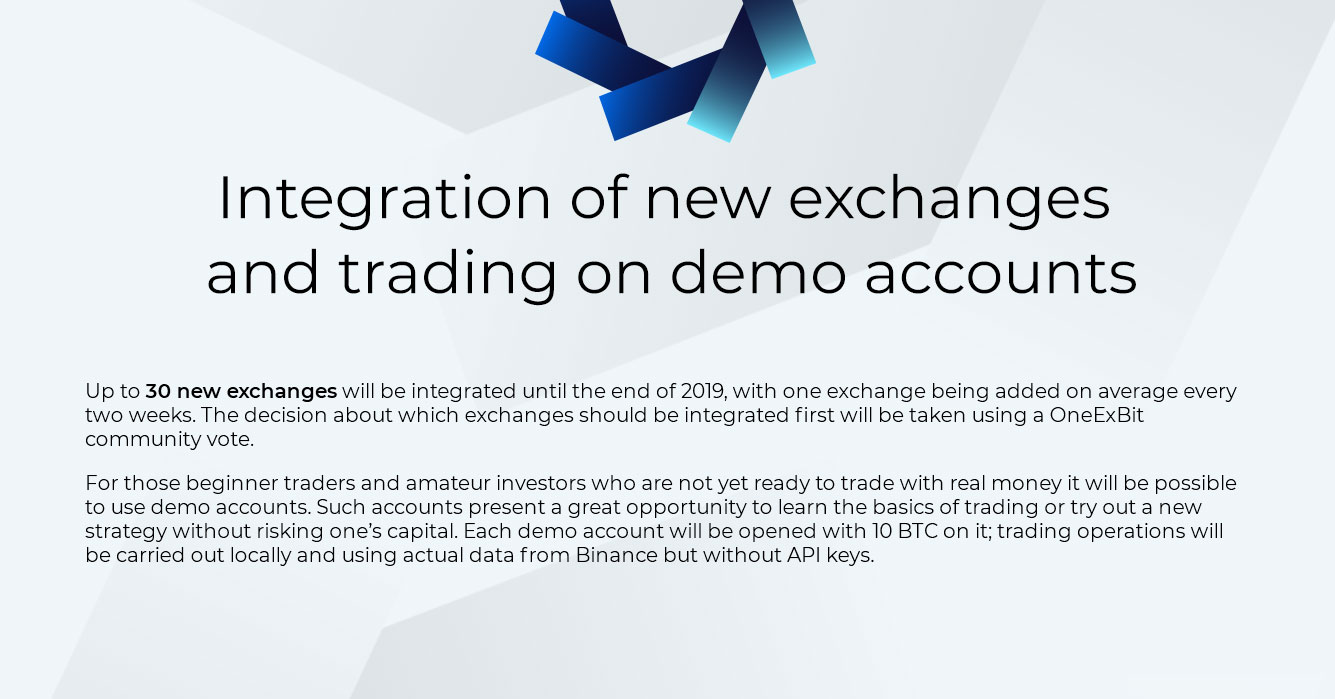 Integration of new exchanges
and trading on demo accounts
Up to 30 new exchanges will be integrated until the end of 2019, with one exchange being added on average every
two weeks. The decision about which exchanges should be integrated first will be taken using a OneExBit
community vote.
For those beginner traders and amateur investors who are not yet ready to trade with real money it will be possible
to use demo accounts. Such accounts present a great opportunity to learn the basics of trading or try out a new
strategy without risking one’s capital. Each demo account will be opened with 10 BTC on it; trading operations will
be carried out locally and using actual data from Binance but without API keys.